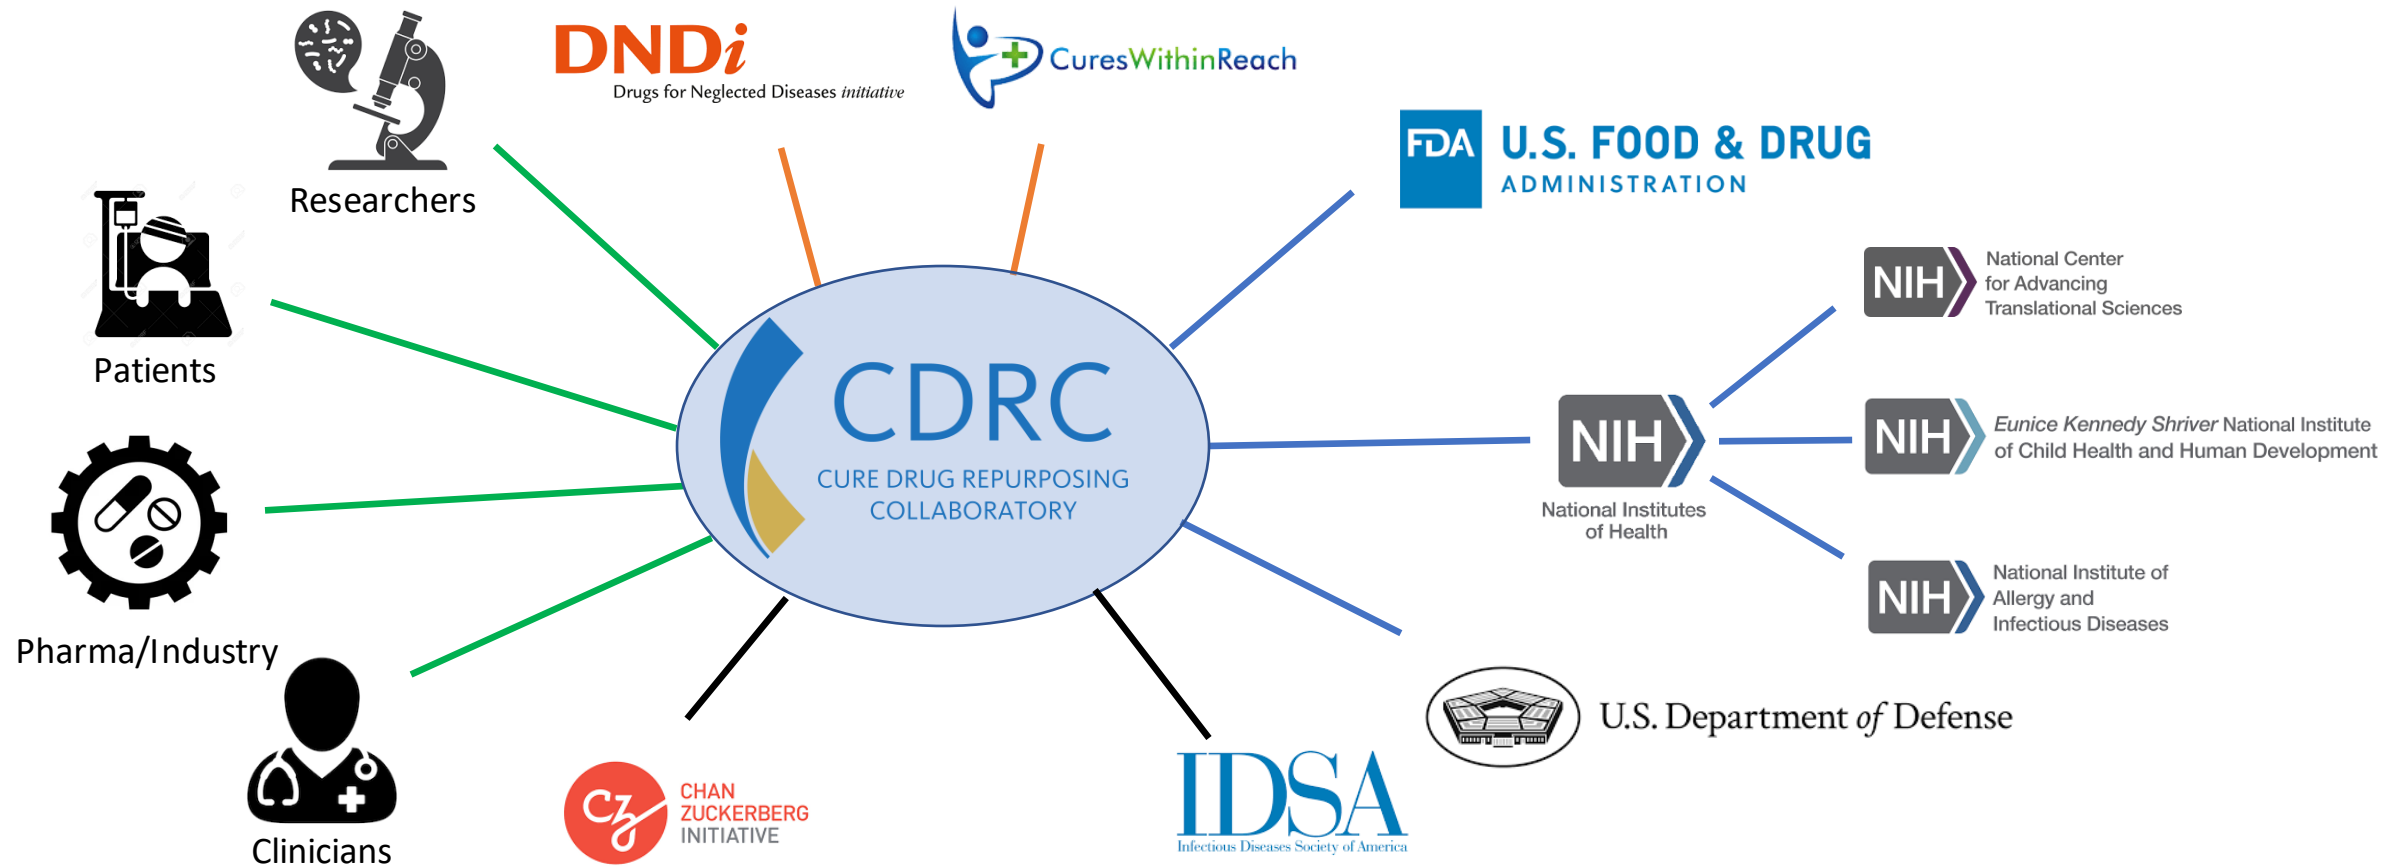 DNDi
Drugs for Neglected Diseases initiative
CuresWithinReach
FDA U.S. FOOD & DRUG
ADMINISTRATION
Researchers
Patients
Pharma/Industry
Clinicians
CDRC
CURE DRUG REPURPOSING
COLLABORATORY
NIH
National Institutes
of Health
NIH
National Center
for Advancing
Translational Sciences
NIH
Eunice Kennedy Shriver National Institute
of Child Health and Human Development
NIH
National Institute of
Allergy and
Infectious Diseases
U.S. Department of Defense
CZ
CHAN
ZUCKERBERG
INITIATIVE
IDSA
Infectious Diseases Society of America